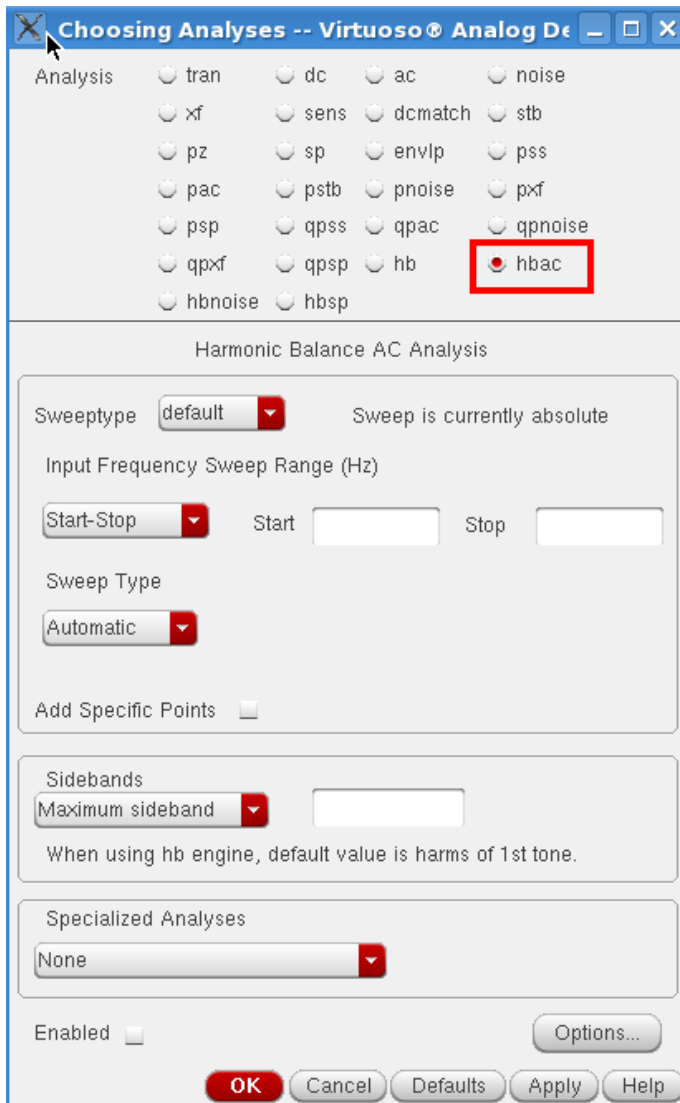 Choosing Analyses -- Virtuoso® Analog De
Analysis tran dc ac noise
xf sens dcmatch stb
pz sp envlp pss
pac pstb pnoise pxf
psp qpss qpac qpnoise
qpxf qpsp hb hbac
hbnoise hbsp
Harmonic Balance AC Analysis
Sweeptype default Sweep is currently absolute
Input Frequency Sweep Range (Hz)
Start-Stop Start Stop
Sweep Type
Automatic
Add Specific Points
Sidebands
Maximum sideband
When using hb engine, default value is harms of 1st tone.
Specialized Analyses
None
Enabled Options...
OK Cancel Defaults Apply Help